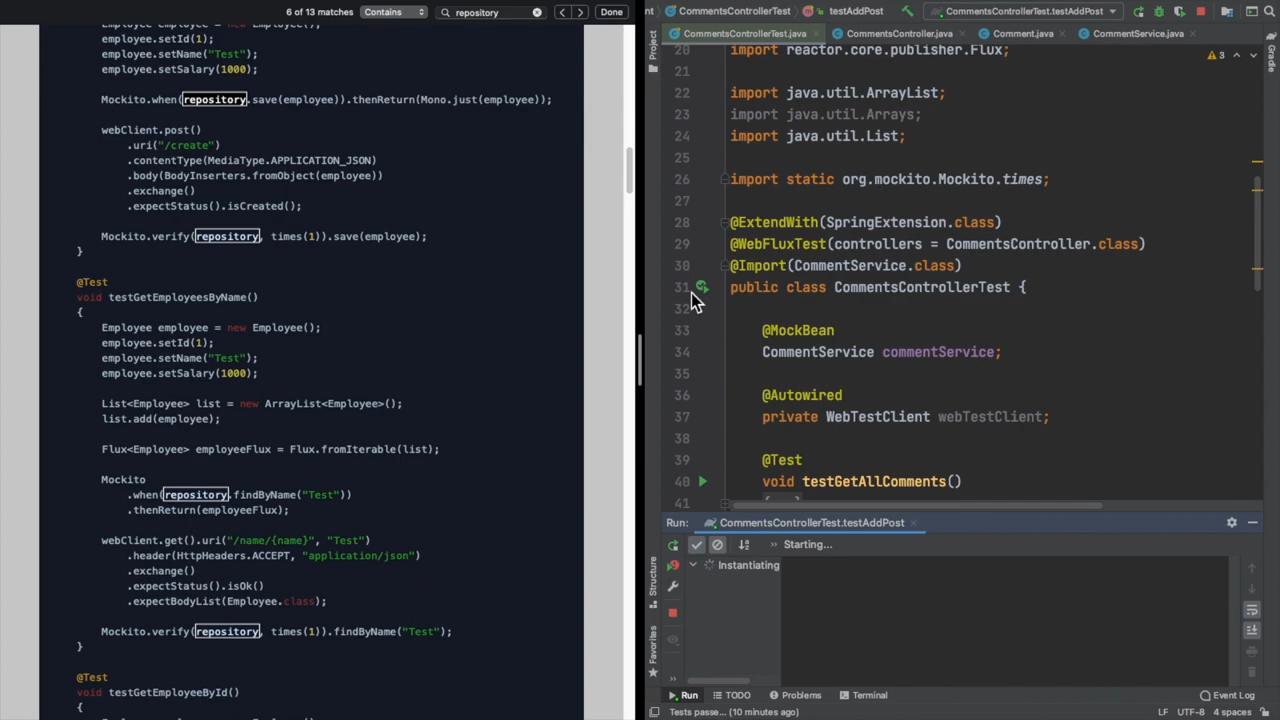 6 of 13 matches
Contains
repository
Done
employee.setId(1);
employee.setName("Test");
employee.setSalary(1000);
Mockito.when(repository.save(employee)).thenReturn(Mono.just(employee));
webClient.post()
.uri("/create")
.contentType(MediaType.APPLICATION_JSON)
.body(BodyInserters.fromObject(employee))
.exchange()
.expectStatus().isCreated();
Mockito.verify(repository, times(1)).save(employee);
}
@Test
void testGetEmployeesByName()
{
Employee employee = new Employee();
employee.setId(1);
employee.setName("Test");
employee.setSalary(1000);
List<Employee> list = new ArrayList<Employee>();
list.add(employee);
Flux<Employee> employeeFlux = Flux.fromIterable(list);
Mockito
.when(repository.findByName("Test"))
.thenReturn(employeeFlux);
webClient.get().uri("/name/{name}", "Test")
.header(HttpHeaders.ACCEPT, "application/json")
.exchange()
.expectStatus().isOk()
.expectBodyList(Employee.class);
Mockito.verify(repository, times(1)).findByName("Test");
}
@Test
void testGetEmployeeById()
{
nt CommentsControllerTest testAddPost CommentsControllerTest.testAddPost
CommentsControllerTest.java CommentsController.java Comment.java CommentService.java
Project
Gradle
3
20 import reactor.core.publisher.Flux;
21
22 import java.util.ArrayList;
23 import java.util.Arrays;
24 import java.util.List;
25
26 import static org.mockito.Mockito.times;
27
28 @ExtendWith(SpringExtension.class)
29 @WebFluxTest(controllers = CommentsController.class)
30 @Import(CommentService.class)
31 public class CommentsControllerTest {
32
33 @MockBean
34 CommentService commentService;
35
36 @Autowired
37 private WebTestClient webTestClient;
38
39 @Test
40 void testGetAllComments()
41 {...}
Run: CommentsControllerTest.testAddPost
Starting...
Instantiating
Structure
Favorites
Run TODO Problems Terminal Event Log
Tests passe... (10 minutes ago) LF UTF-8 4 spaces